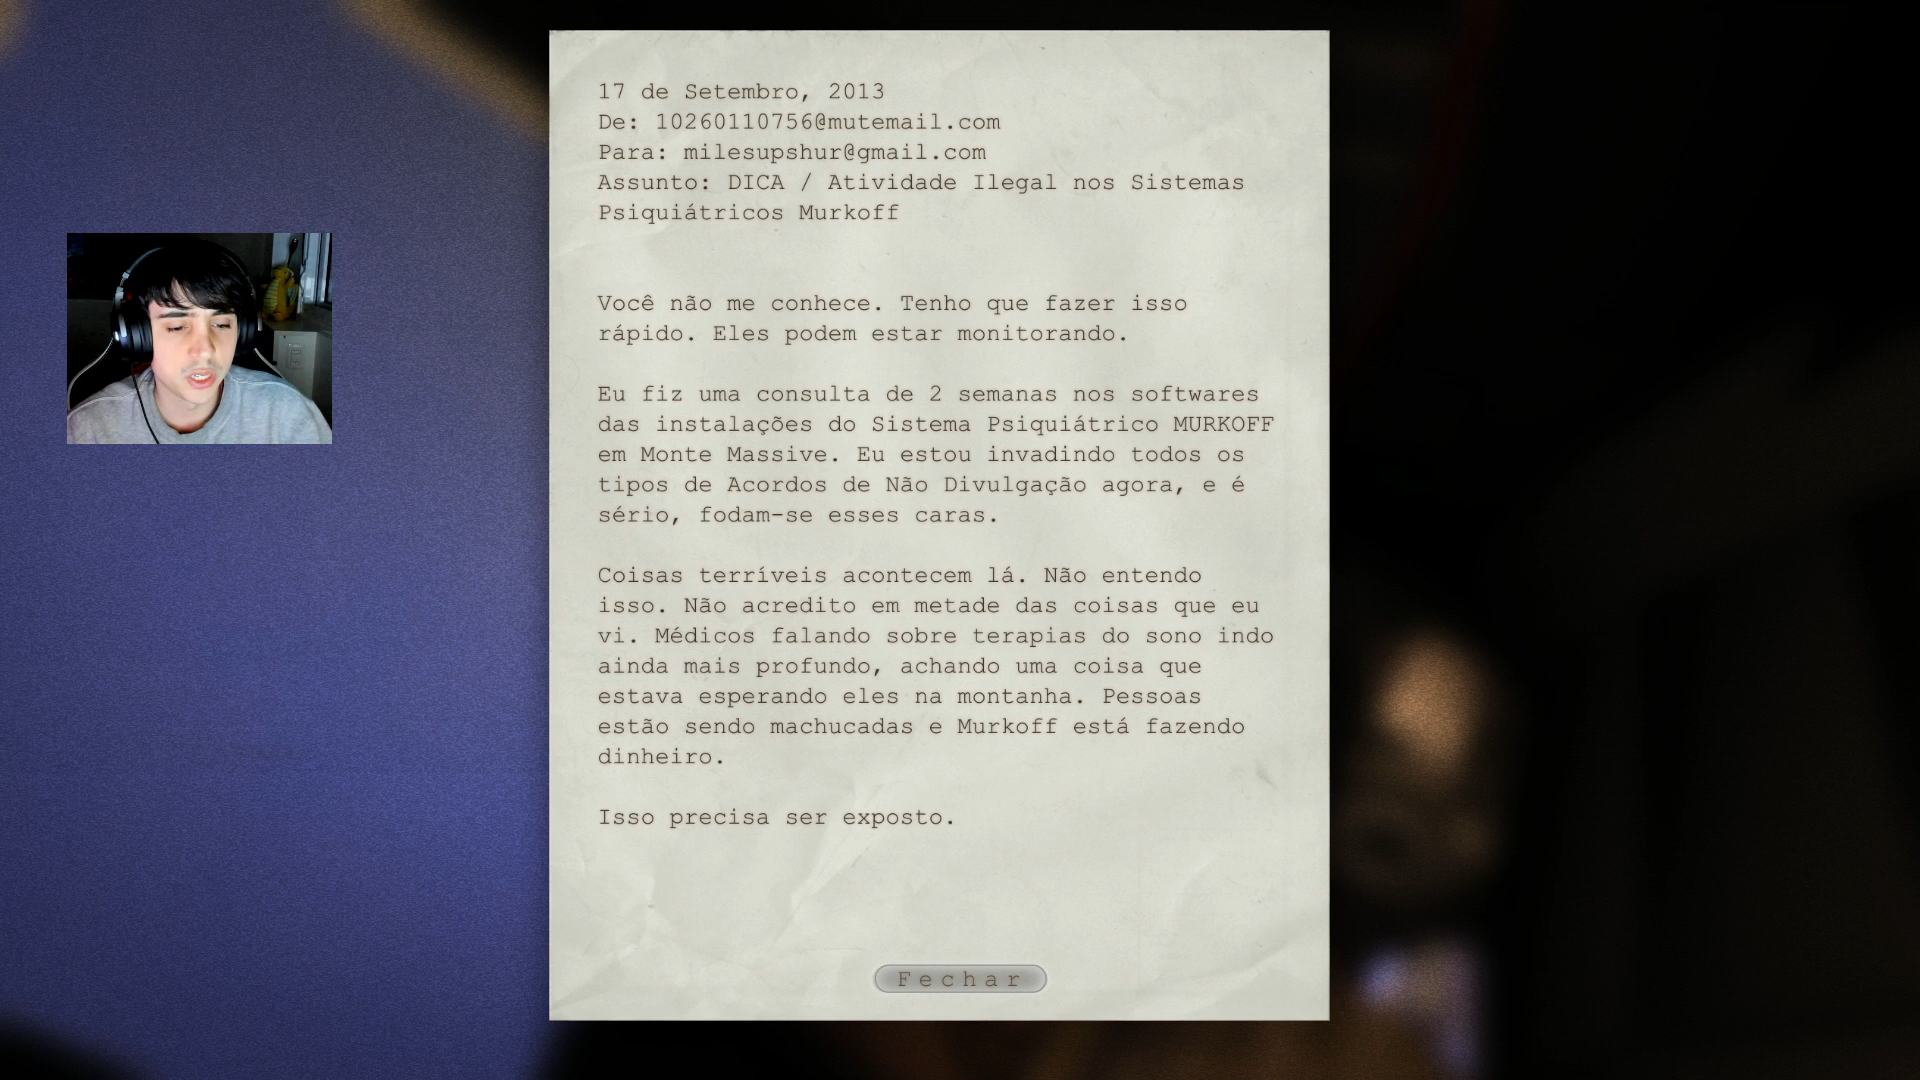 17 de Setembro, 2013
De: 10260110756@mutemail.com
Para: milesupshur@gmail.com
Assunto: DICA / Atividade Ilegal nos Sistemas
Psiquiátricos Murkoff
Você não me conhece. Tenho que fazer isso
rápido. Eles podem estar monitorando.
Eu fiz uma consulta de 2 semanas nos softwares
das instalações do Sistema Psiquiátrico MURKOFF
em Monte Massive. Eu estou invadindo todos os
tipos de Acordos de Não Divulgação agora, e é
sério, fodam-se esses caras.
Coisas terríveis acontecem lá. Não entendo
isso. Não acredito em metade das coisas que eu
vi. Médicos falando sobre terapias do sono indo
ainda mais profundo, achando uma coisa que
estava esperando eles na montanha. Pessoas
estão sendo machucadas e Murkoff está fazendo
dinheiro.
Isso precisa ser exposto.
Fechar